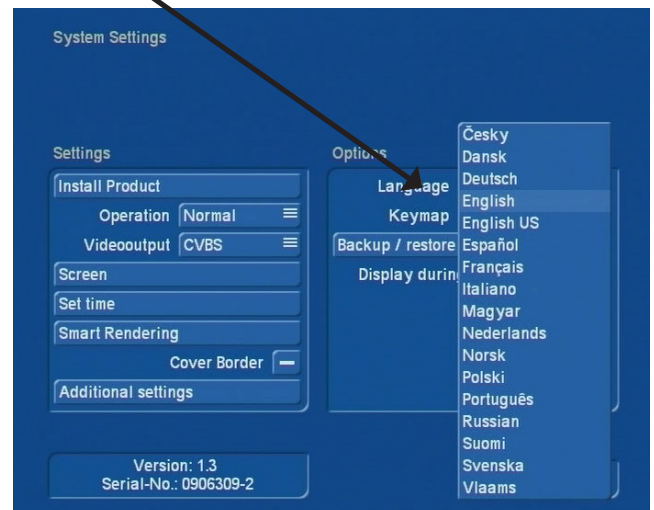 System Settings
Settings
Install Product
Operation Normal
Videooutput CVBS
Screen
Set time
Smart Rendering
Cover Border
Additional settings
Version: 1.3
Serial-No.: 0906309-2
Options
Language
Keymap
Backup / restore
Display during
Česky
Dansk
Deutsch
English
English US
Español
Français
Italiano
Magyar
Nederlands
Norsk
Polski
Português
Russian
Suomi
Svenska
Vlaams